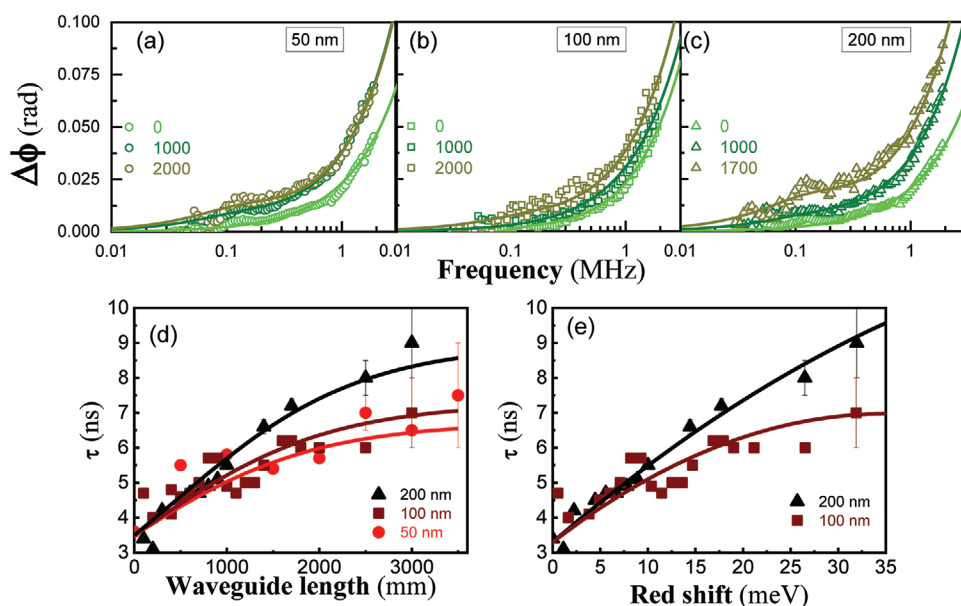 (a) 50 nm (b) 100 nm (c) 200 nm
0.100
0.075
0.050
0.025
0.000
Δϕ (rad)
0
1000
2000
0
1000
2000
0
1000
1700
0.01 0.1 1 0.01 0.1 1 0.01 0.1 1
Frequency (MHz)
(d)
10
9
8
7
6
5
4
3
τ (ns)
200 nm
100 nm
50 nm
0 1000 2000 3000
Waveguide length (mm)
(e)
10
9
8
7
6
5
4
3
τ (ns)
200 nm
100 nm
0 5 10 15 20 25 30 35
Red shift (meV)